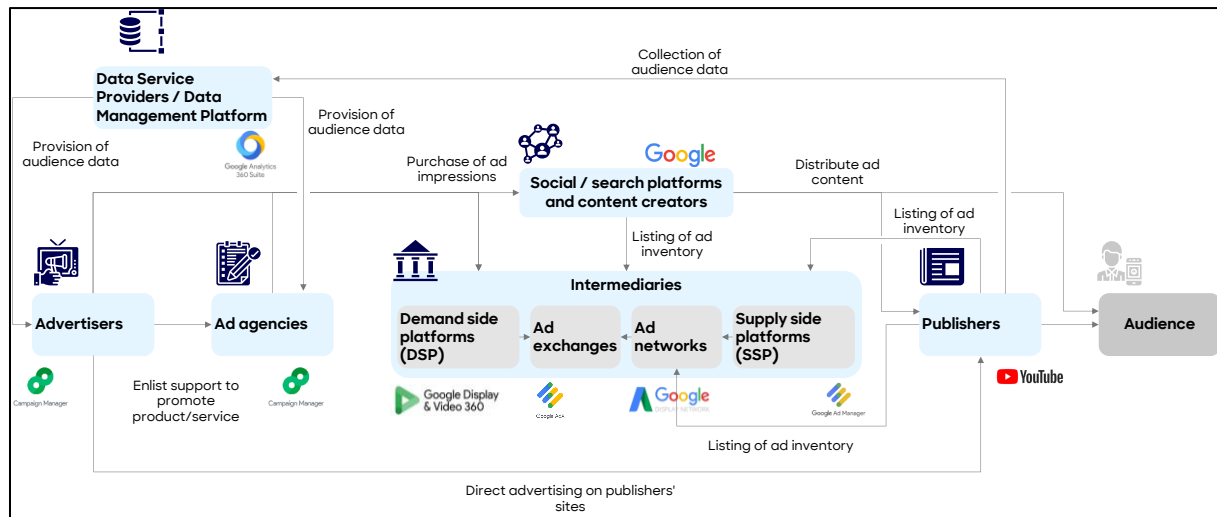 Data Service
Providers / Data
Management Platform
Google Analytics
360 Suite
Collection of
audience data
Provision of
audience data
Provision of
audience data
Purchase of ad
impressions
Google
Social / search platforms
and content creators
Distribute ad
content
Listing of ad
inventory
Listing of ad
inventory
Intermediaries
Advertisers
Ad agencies
Demand side
platforms
(DSP)
Ad
exchanges
Ad
networks
Supply side
platforms
(SSP)
Publishers
Audience
Campaign Manager
Enlist support to
promote
product/service
Campaign Manager
Google Display
& Video 360
Google
DISPLAY NETWORK
Google Ad Manager
YouTube
Listing of ad inventory
Direct advertising on publishers'
sites